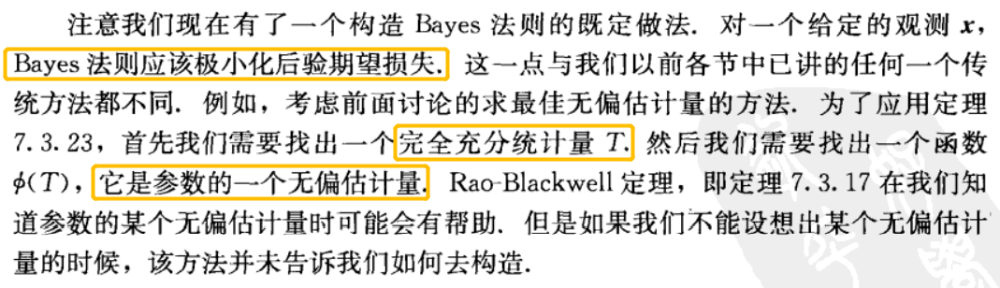 注意我们现在有了一个构造 Bayes 法则的既定做法. 对一个给定的观测 x,
Bayes 法则应该极小化后验期望损失. 这一点与我们以前各节中已讲的任何一个传
统方法都不同. 例如, 考虑前面讨论的求最佳无偏估计量的方法. 为了应用定理
7.3.23, 首先我们需要找出一个完全充分统计量 T. 然后我们需要找出一个函数
ϕ(T), 它是参数的一个无偏估计量. Rao-Blackwell 定理, 即定理 7.3.17 在我们知
道参数的某个无偏估计量时可能会有帮助. 但是如果我们不能设想出某个无偏估计
量的时候, 该方法并未告诉我们如何去构造.